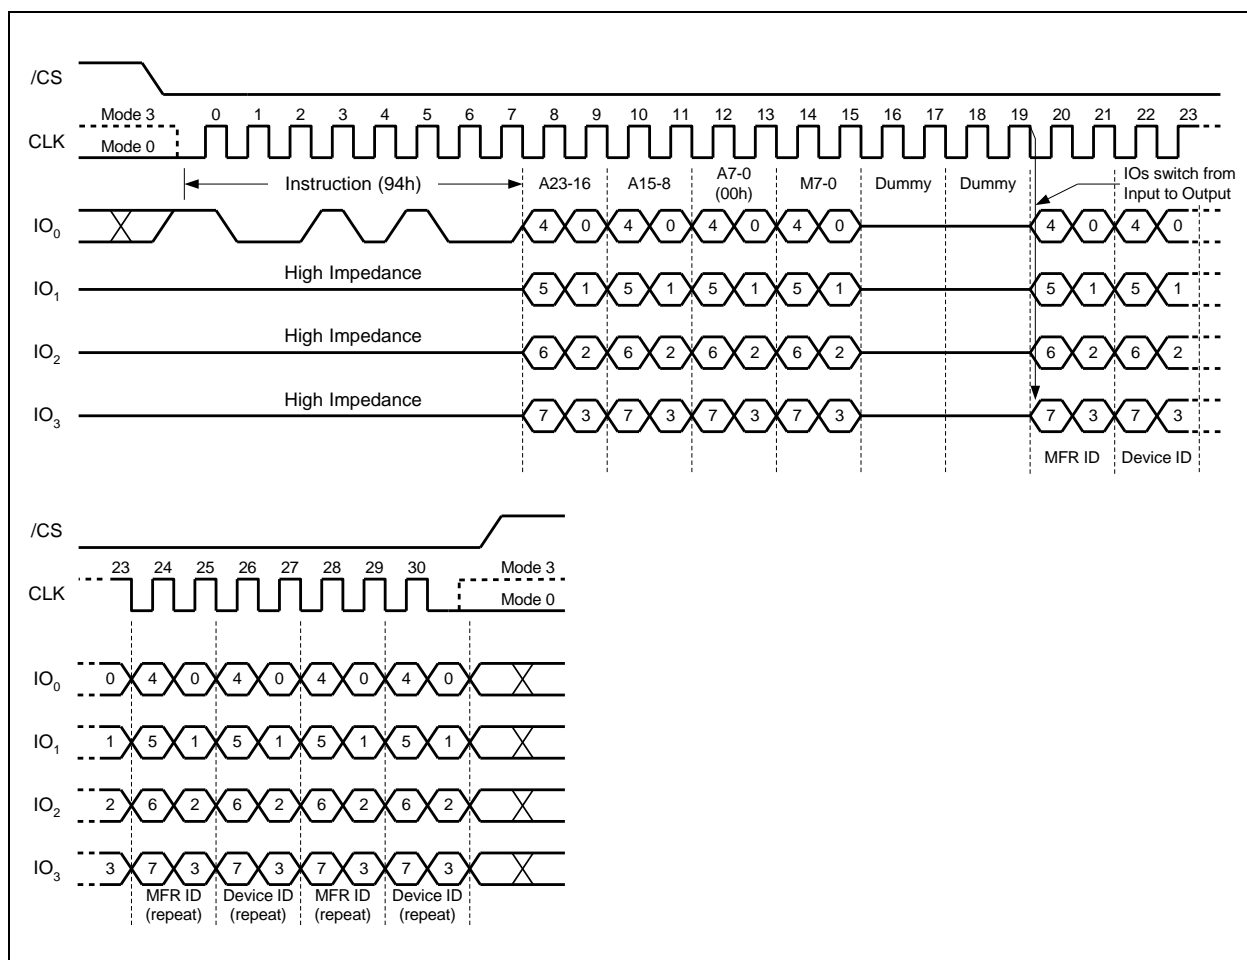 /CS
Mode 3 0 1 2 3 4 5 6 7 8 9 10 11 12 13 14 15 16 17 18 19 20 21 22 23
CLK
Mode 0
Instruction (94h) A23-16 A15-8 A7-0 M7-0 Dummy Dummy IOs switch from
(00h) Input to Output
IO0 4 0 4 0 4 0 4 0 4 0 4 0
High Impedance
IO1 5 1 5 1 5 1 5 1 5 1 5 1
High Impedance
IO2 6 2 6 2 6 2 6 2 6 2 6 2
High Impedance
IO3 7 3 7 3 7 3 7 3 7 3 7 3
MFR ID Device ID
/CS
23 24 25 26 27 28 29 30 Mode 3
CLK
Mode 0
IO0 0 4 0 4 0 4 0 4 0
IO1 1 5 1 5 1 5 1 5 1
IO2 2 6 2 6 2 6 2 6 2
IO3 3 7 3 7 3 7 3 7 3
MFR ID Device ID MFR ID Device ID
(repeat) (repeat) (repeat) (repeat)